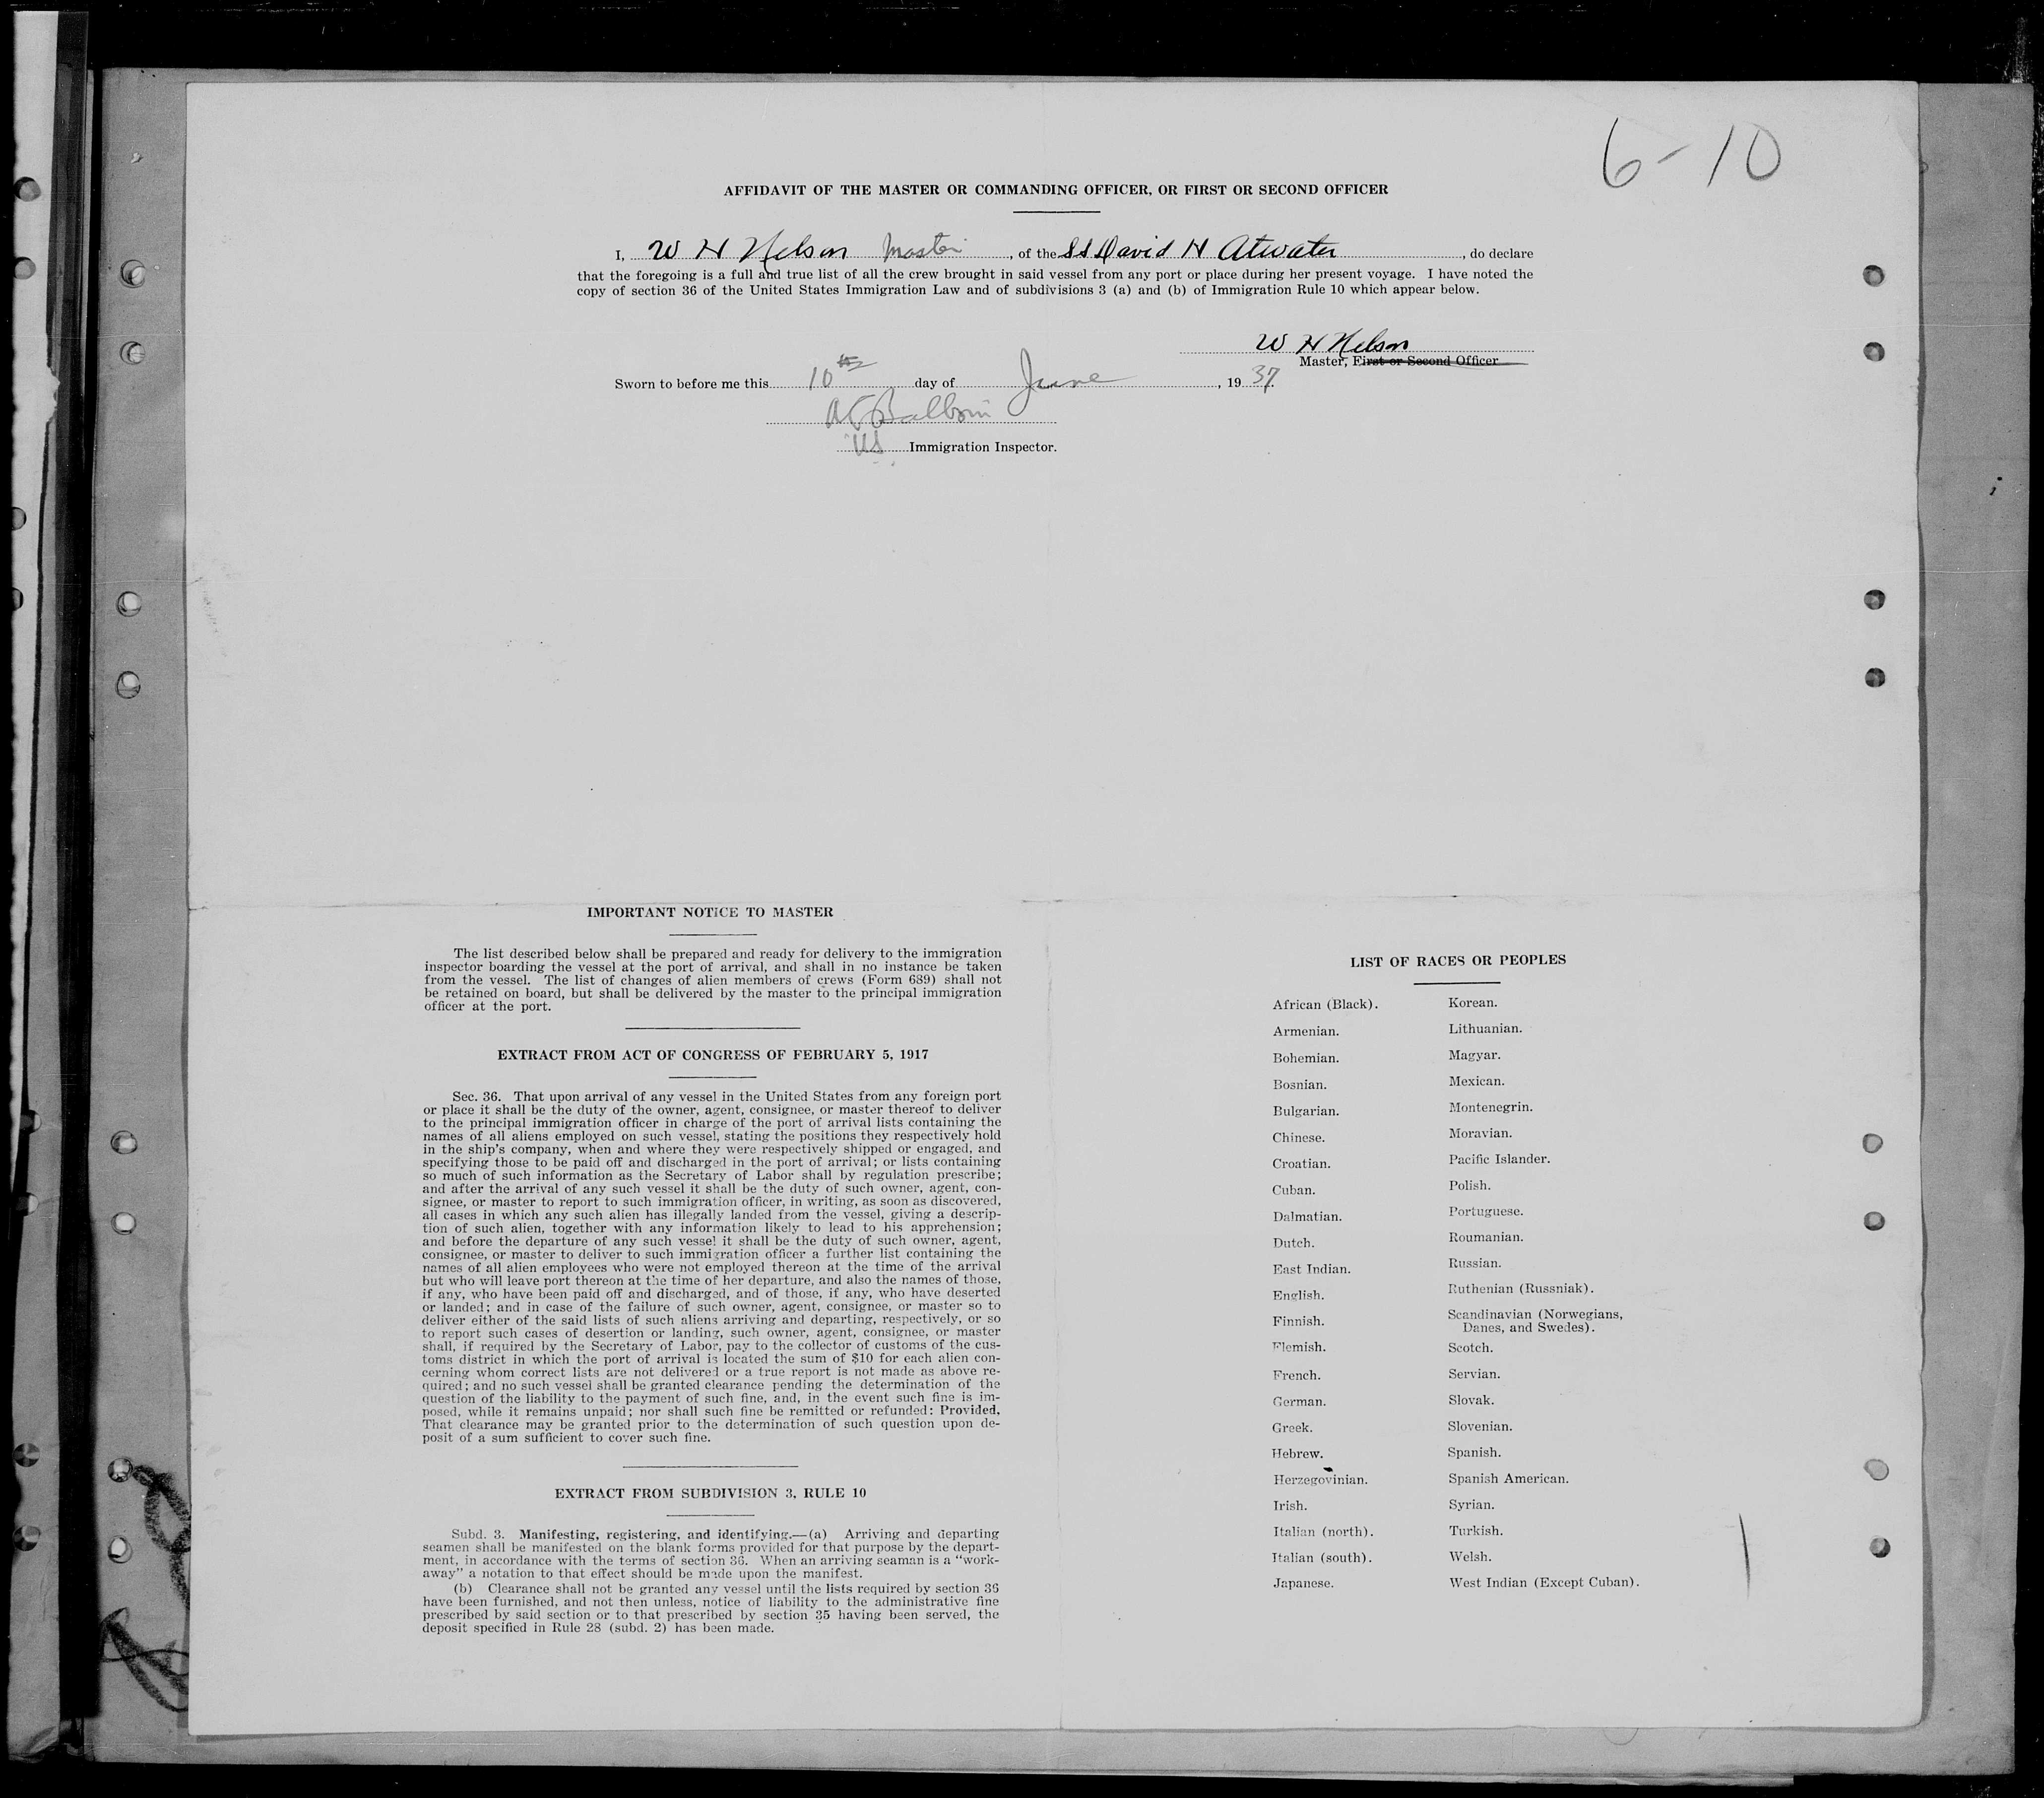 6-10
AFFIDAVIT OF THE MASTER OR COMMANDING OFFICER, OR FIRST OR SECOND OFFICER
I, W H Nelson Master, of the SS David H Atwater, do declare
that the foregoing is a full and true list of all the crew brought in said vessel from any port or place during her present voyage. I have noted the
copy of section 36 of the United States Immigration Law and of subdivisions 3 (a) and (b) of Immigration Rule 10 which appear below.
W H Nelson
Master, First or Second Officer
Sworn to before me this 10th day of June, 1937.
US Immigration Inspector.
IMPORTANT NOTICE TO MASTER
The list described below shall be prepared and ready for delivery to the immigration
inspector boarding the vessel at the port of arrival, and shall in no instance be taken
from the vessel. The list of changes of alien members of crews (Form 689) shall not
be retained on board, but shall be delivered by the master to the principal immigration
officer at the port.
EXTRACT FROM ACT OF CONGRESS OF FEBRUARY 5, 1917
Sec. 36. That upon arrival of any vessel in the United States from any foreign port
or place it shall be the duty of the owner, agent, consignee, or master thereof to deliver
to the principal immigration officer in charge of the port of arrival lists containing the
names of all aliens employed on such vessel, stating the positions they respectively hold
in the ship's company, when and where they were respectively shipped or engaged, and
specifying those to be paid off and discharged in the port of arrival; or lists containing
so much of such information as the Secretary of Labor shall by regulation prescribe;
and after the arrival of any such vessel it shall be the duty of such owner, agent, con-
signee, or master to report to such immigration officer, in writing, as soon as discovered,
all cases in which any such alien has illegally landed from the vessel, giving a descrip-
tion of such alien, together with any information likely to lead to his apprehension;
and before the departure of any such vessel it shall be the duty of such owner, agent,
consignee, or master to deliver to such immigration officer a further list containing the
names of all alien employees who were not employed thereon at the time of the arrival
but who will leave port thereon at the time of her departure, and also the names of those,
if any, who have been paid off and discharged, and of those, if any, who have deserted
or landed; and in case of the failure of such owner, agent, consignee, or master so to
deliver either of the said lists of such aliens arriving and departing, respectively, or so
to report such cases of desertion or landing, such owner, agent, consignee, or master
shall, if required by the Secretary of Labor, pay to the collector of customs of the cus-
toms district in which the port of arrival is located the sum of $10 for each alien con-
cerning whom correct lists are not delivered or a true report is not made as above re-
quired; and no such vessel shall be granted clearance pending the determination of the
question of the liability to the payment of such fine, and, in the event such fine is im-
posed, while it remains unpaid; nor shall such fine be remitted or refunded: Provided,
That clearance may be granted prior to the determination of such question upon de-
posit of a sum sufficient to cover such fine.
EXTRACT FROM SUBDIVISION 3, RULE 10
Subd. 3. Manifesting, registering, and identifying.—(a) Arriving and departing
seamen shall be manifested on the blank forms provided for that purpose by the depart-
ment, in accordance with the terms of section 36. When an arriving seaman is a "work-
away" a notation to that effect should be made upon the manifest.
(b) Clearance shall not be granted any vessel until the lists required by section 36
have been furnished, and not then unless, notice of liability to the administrative fine
prescribed by said section or to that prescribed by section 35 having been served, the
deposit specified in Rule 28 (subd. 2) has been made.
LIST OF RACES OR PEOPLES
African (Black).
Armenian.
Bohemian.
Bosnian.
Bulgarian.
Chinese.
Croatian.
Cuban.
Dalmatian.
Dutch.
East Indian.
English.
Finnish.
Flemish.
French.
German.
Greek.
Hebrew.
Herzegovinian.
Irish.
Italian (north).
Italian (south).
Japanese.
Korean.
Lithuanian.
Magyar.
Mexican.
Montenegrin.
Moravian.
Pacific Islander.
Polish.
Portuguese.
Roumanian.
Russian.
Ruthenian (Russniak).
Scandinavian (Norwegians,
Danes, and Swedes).
Scotch.
Servian.
Slovak.
Slovenian.
Spanish.
Spanish American.
Syrian.
Turkish.
Welsh.
West Indian (Except Cuban).